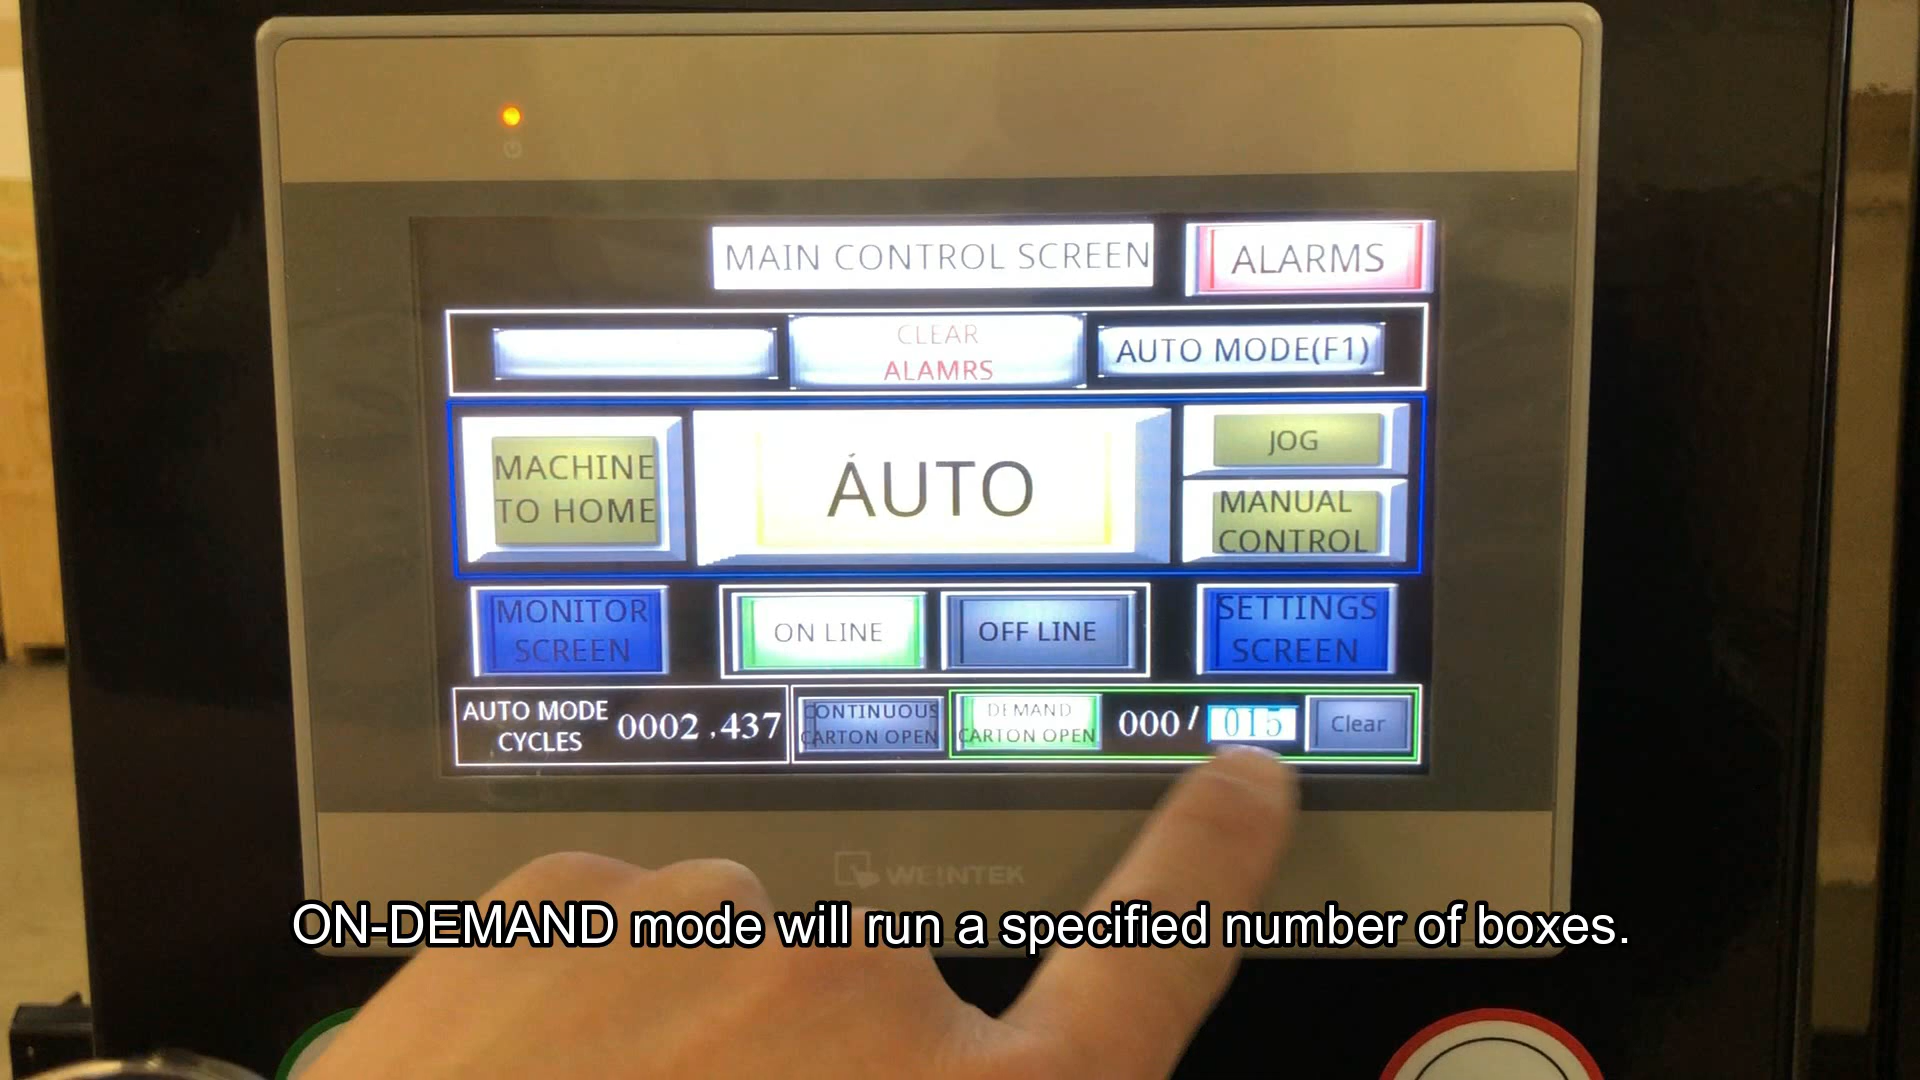 MAIN CONTROL SCREEN
ALARMS
CLEAR
ALAMRS
AUTO MODE(F1)
MACHINE
TO HOME
AUTO
JOG
MANUAL
CONTROL
MONITOR
SCREEN
ON LINE
OFF LINE
SETTINGS
SCREEN
AUTO MODE
CYCLES
0002,437
CONTINUOUS
CARTON OPEN
DEMAND
CARTON OPEN
000/
015
Clear
WEINTEK
ON-DEMAND mode will run a specified number of boxes.